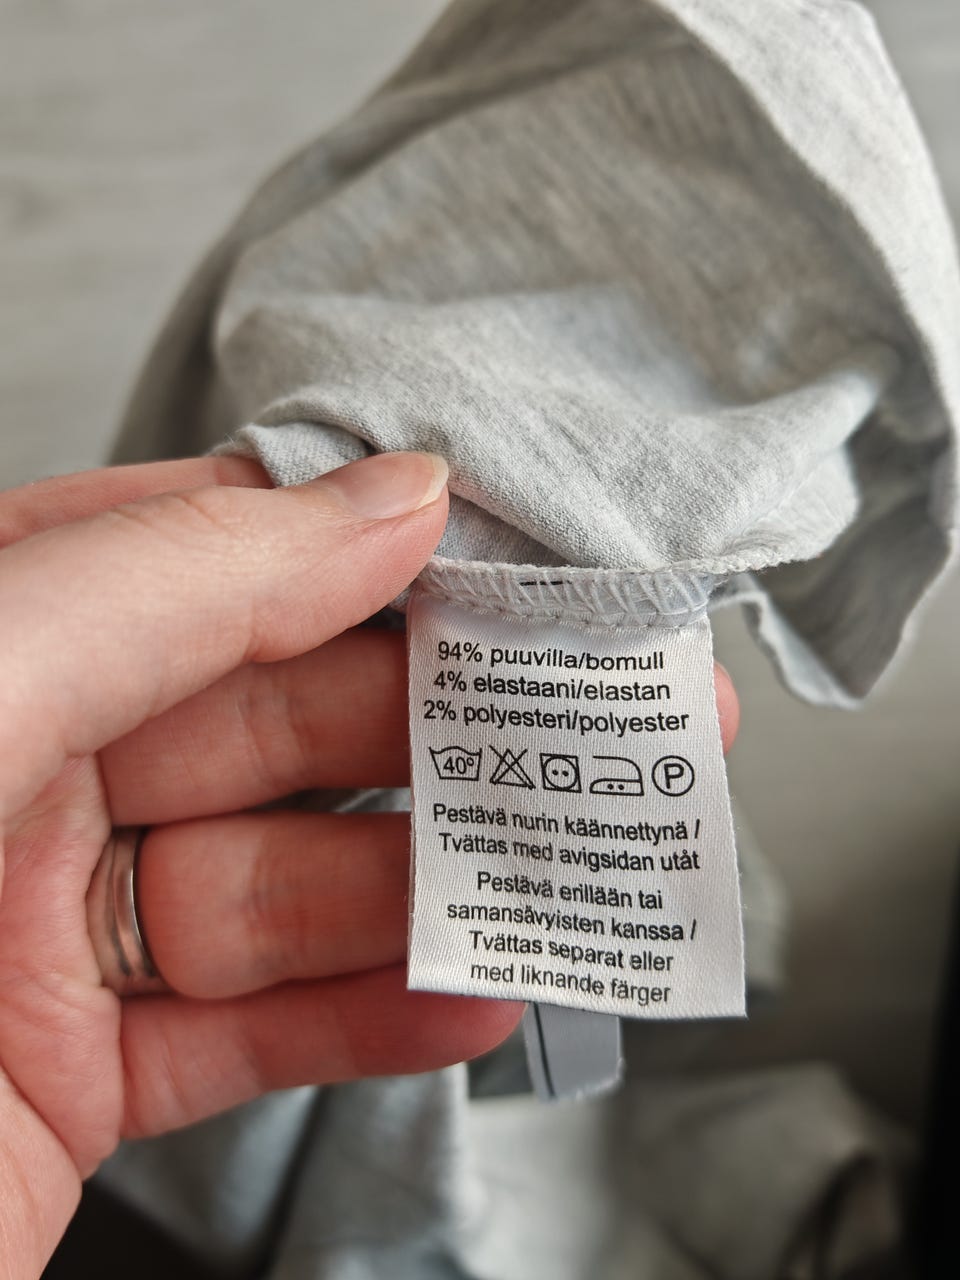 94% puuvilla/bomull
4% elastaani/elastan
2% polyesteri/polyester
40° P
Pestävä nurin käännettynä /
Tvättas med avigsidan utåt
Pestävä erillään tai
samansävyisten kanssa /
Tvättas separat eller
med liknande färger